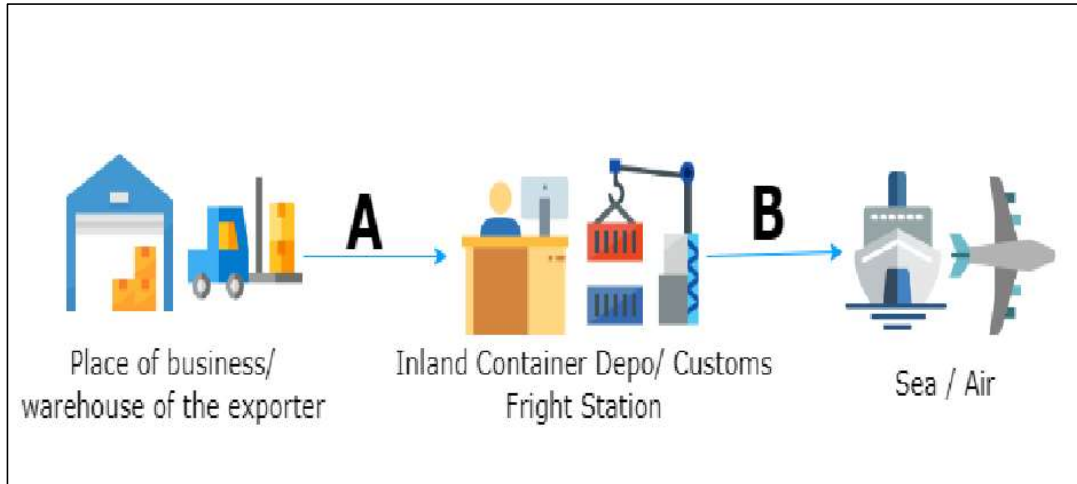 A
B
Place of business/
warehouse of the exporter
Inland Container Depo/ Customs
Fright Station
Sea / Air